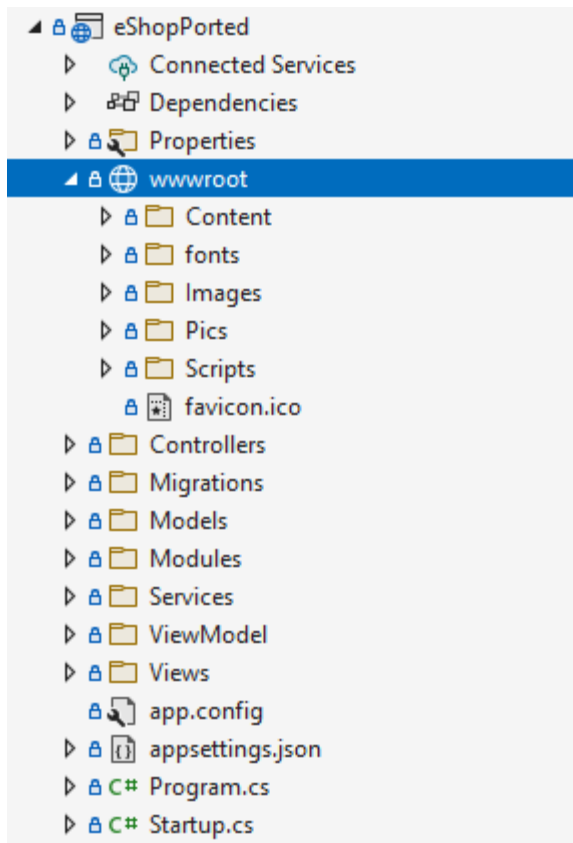 eShopPorted
Connected Services
Dependencies
Properties
wwwroot
Content
fonts
Images
Pics
Scripts
favicon.ico
Controllers
Migrations
Models
Modules
Services
ViewModel
Views
app.config
appsettings.json
C# Program.cs
C# Startup.cs